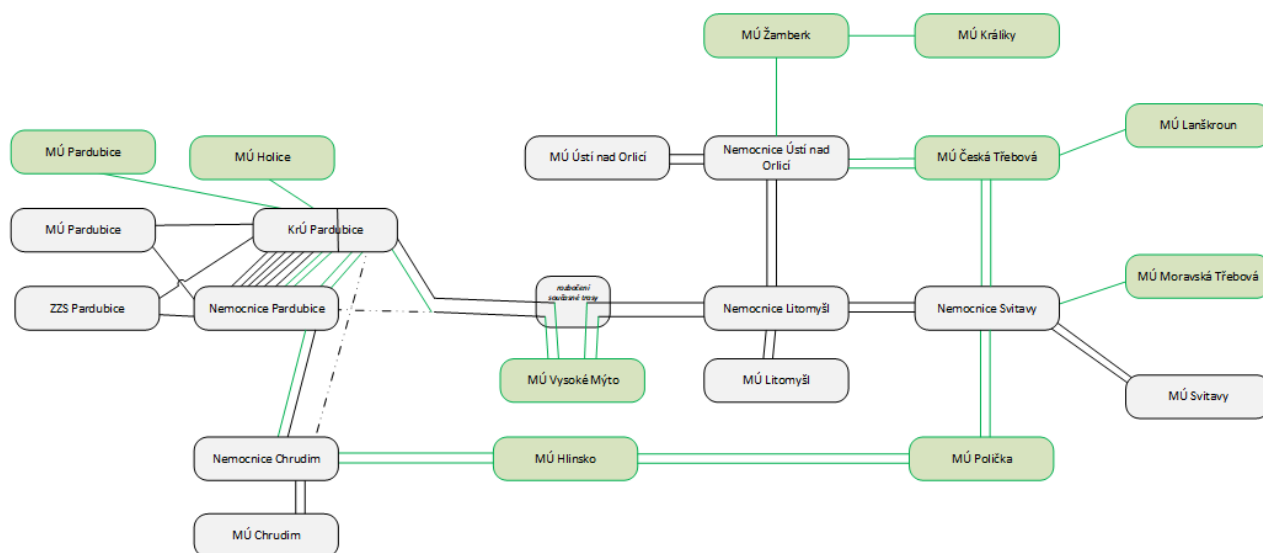 MÚ Žamberk
MÚ Králíky
MÚ Lanškroun
MÚ Pardubice
MÚ Holice
MÚ Ústí nad Orlicí
Nemocnice Ústí nad
Orlicí
MÚ Česká Třebová
MÚ Pardubice
KrÚ Pardubice
MÚ Moravská Třebová
ZZS Pardubice
Nemocnice Pardubice
rozbočení
současné trasy
Nemocnice Litomyšl
Nemocnice Svitavy
MÚ Vysoké Mýto
MÚ Litomyšl
MÚ Svitavy
Nemocnice Chrudim
MÚ Hlinsko
MÚ Polička
MÚ Chrudim